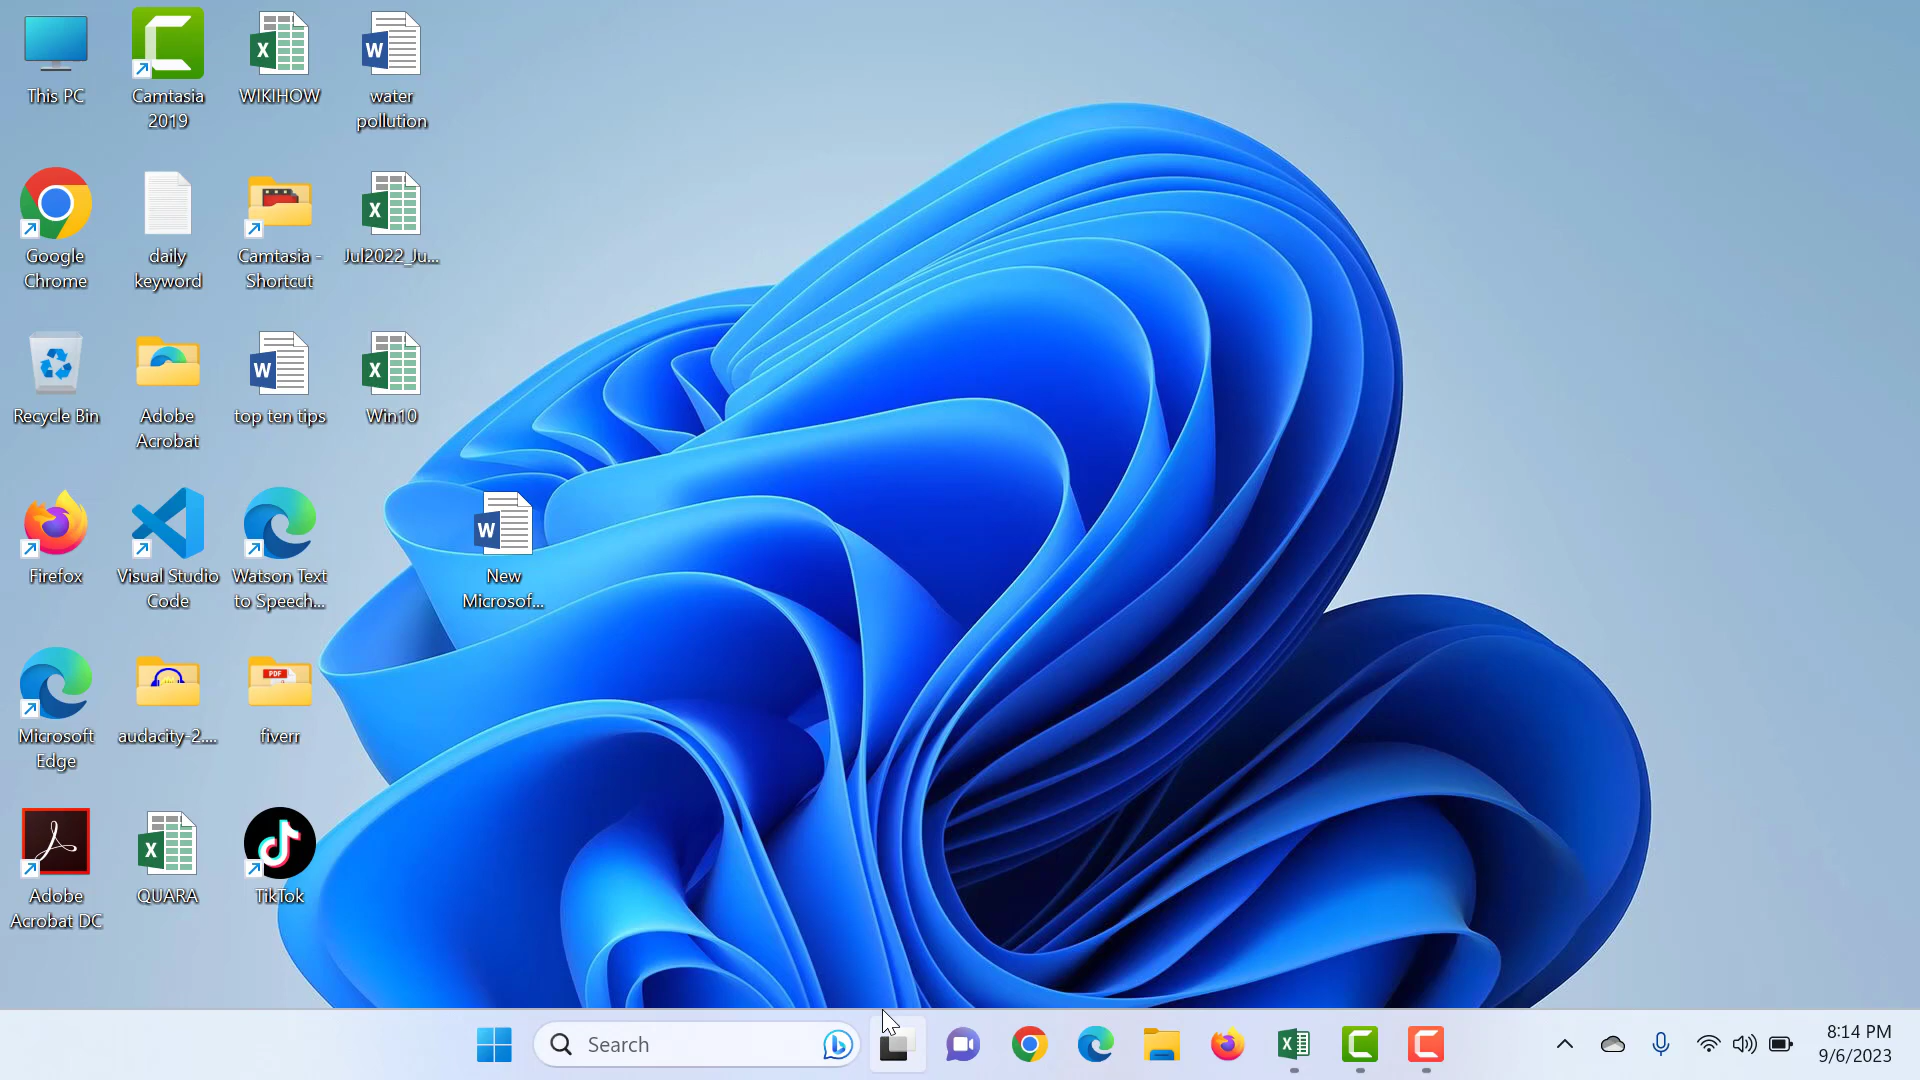 This PC
Camtasia
2019
WIKIHOW
water
pollution
Google
Chrome
daily
keyword
Camtasia -
Shortcut
Jul2022_Ju...
Recycle Bin
Adobe
Acrobat
top ten tips
Win10
Firefox
Visual Studio
Code
Watson Text
to Speech...
New
Microsof...
Microsoft
Edge
audacity-2....
fiverr
Adobe
Acrobat DC
QUARA
TikTok
Search
8:14 PM
9/6/2023